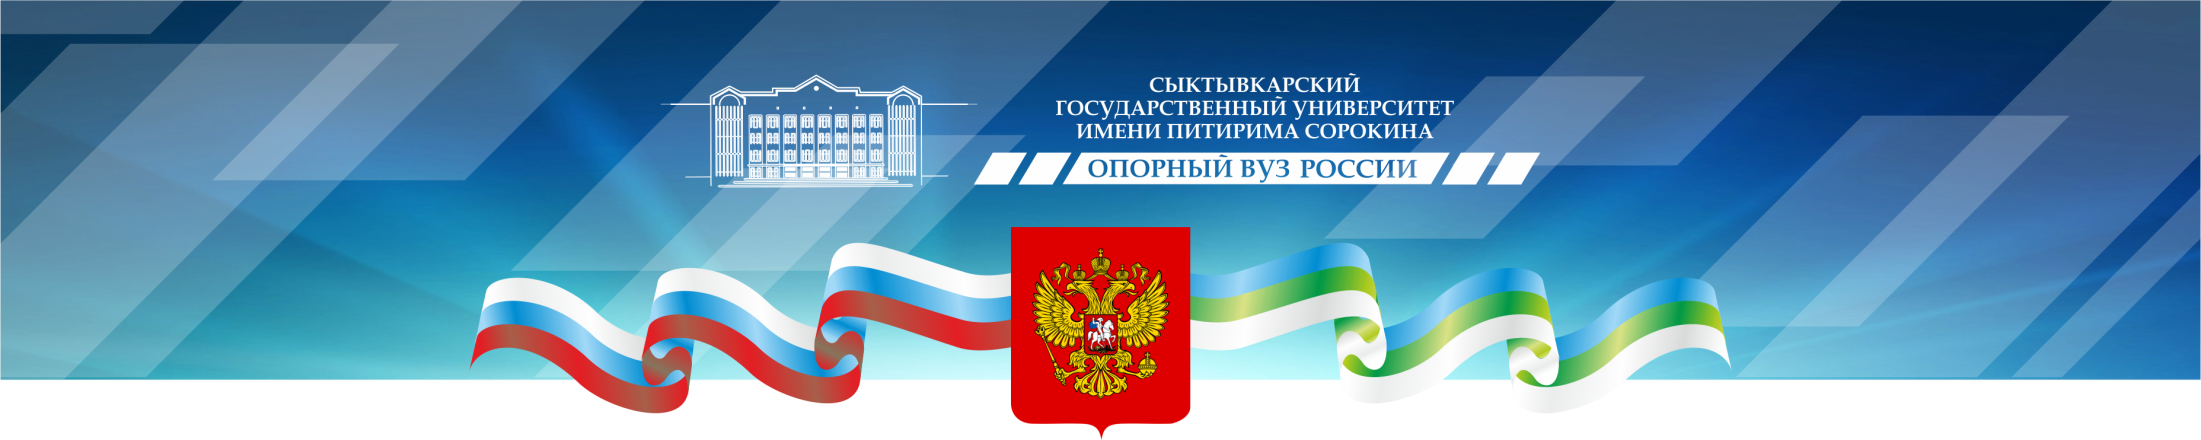 СЫКТЫВКАРСКИЙ
ГОСУДАРСТВЕННЫЙ УНИВЕРСИТЕТ
ИМЕНИ ПИТИРИМА СОРОКИНА
ОПОРНЫЙ ВУЗ РОССИИ